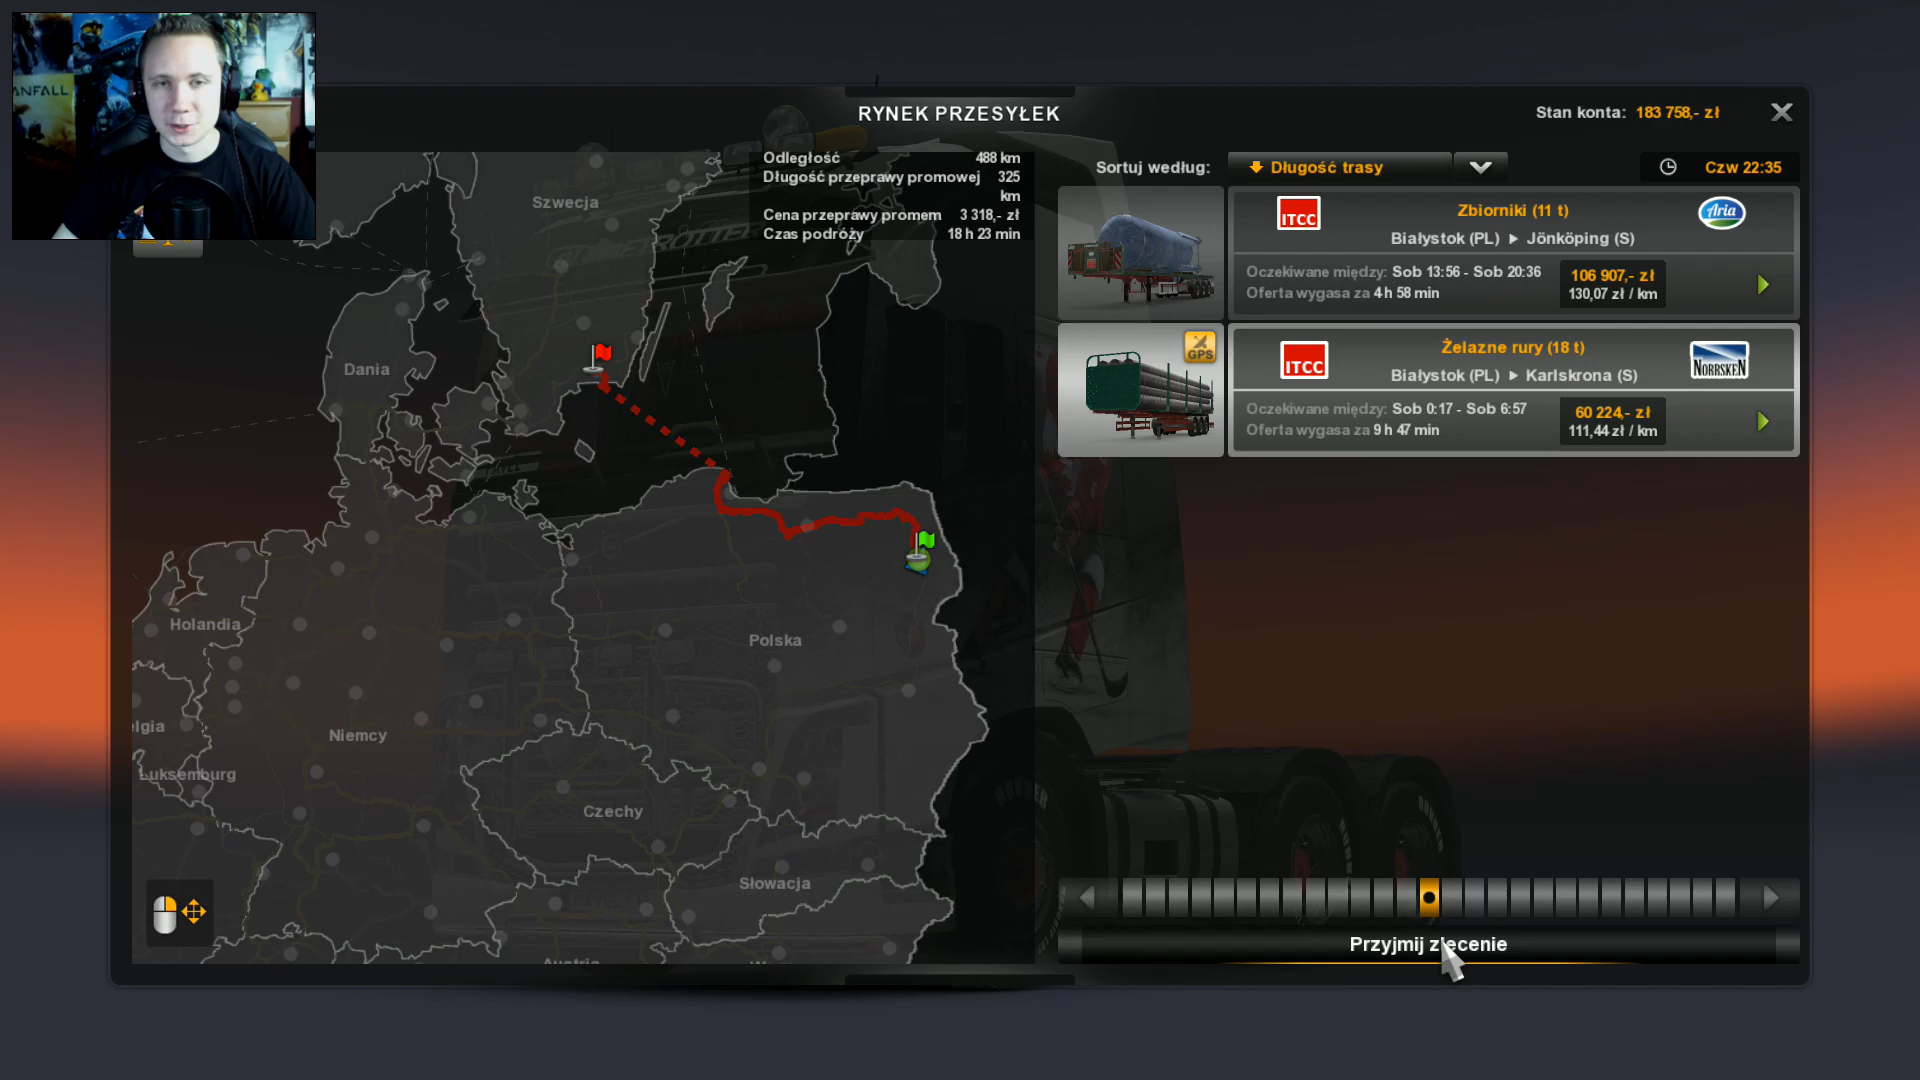 ANFALL
RYNEK PRZESYŁEK
Stan konta: 183 758,- zł
Odległość 488 km
Długość przeprawy promowej 325 km
Cena przeprawy promem 3 318,- zł
Czas podróży 18 h 23 min
Sortuj według: Długość trasy
Czw 22:35
ITCC
Zbiorniki (11 t)
Aria
Białystok (PL) ► Jönköping (S)
Oczekiwane między: Sob 13:56 - Sob 20:36
106 907,- zł
Oferta wygasa za 4 h 58 min
130,07 zł / km
GPS
ITCC
Żelazne rury (18 t)
NORRSKEN
Białystok (PL) ► Karlskrona (S)
Oczekiwane między: Sob 0:17 - Sob 6:57
60 224,- zł
Oferta wygasa za 9 h 47 min
111,44 zł / km
Szwecja
Dania
Holandia
Polska
elgia
Niemcy
Luksemburg
Czechy
Słowacja
Austria
Przyjmij zlecenie